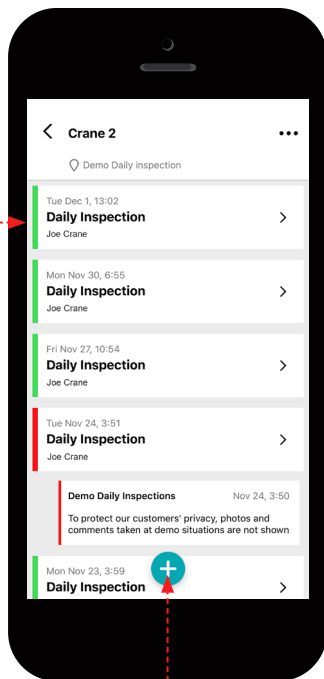 Crane 2
Demo Daily inspection
Tue Dec 1, 13:02
Daily Inspection
Joe Crane
Mon Nov 30, 6:55
Daily Inspection
Joe Crane
Fri Nov 27, 10:54
Daily Inspection
Joe Crane
Tue Nov 24, 3:51
Daily Inspection
Joe Crane
Demo Daily Inspections Nov 24, 3:50
To protect our customers' privacy, photos and
comments taken at demo situations are not shown
Mon Nov 23, 3:59
Daily Inspection